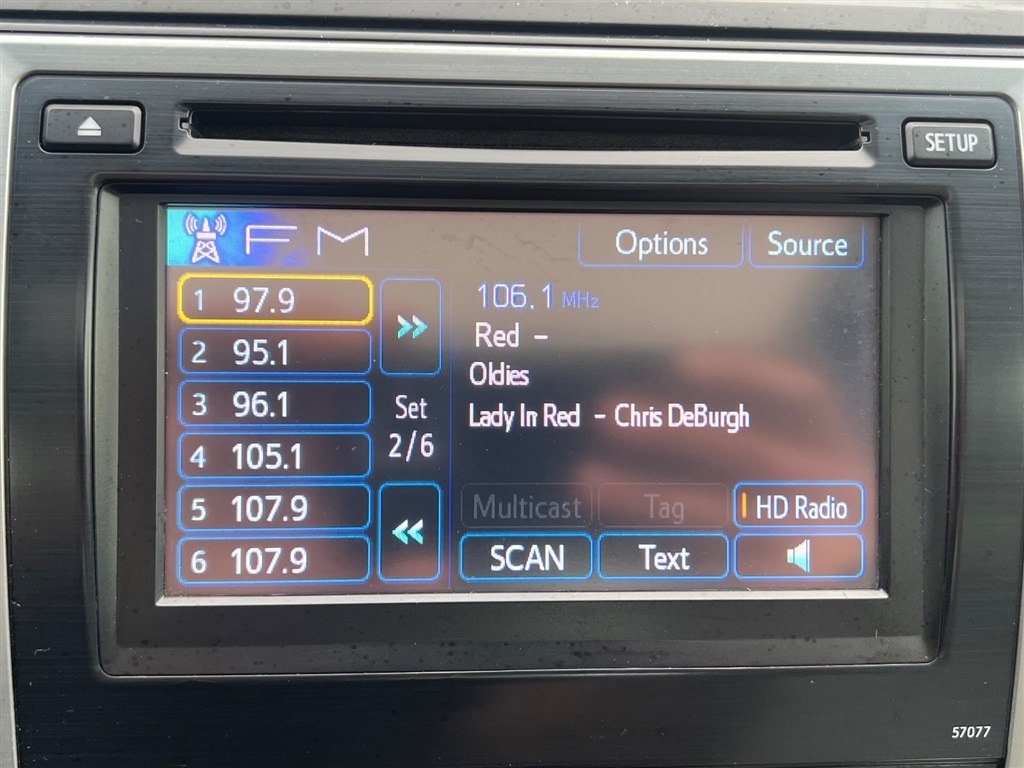 SETUP
FM
Options
Source
1 97.9
2 95.1
3 96.1
4 105.1
5 107.9
6 107.9
>>
Set
2/6
<<
106.1 MHz
Red -
Oldies
Lady In Red - Chris DeBurgh
Multicast
Tag
HD Radio
SCAN
Text
57077